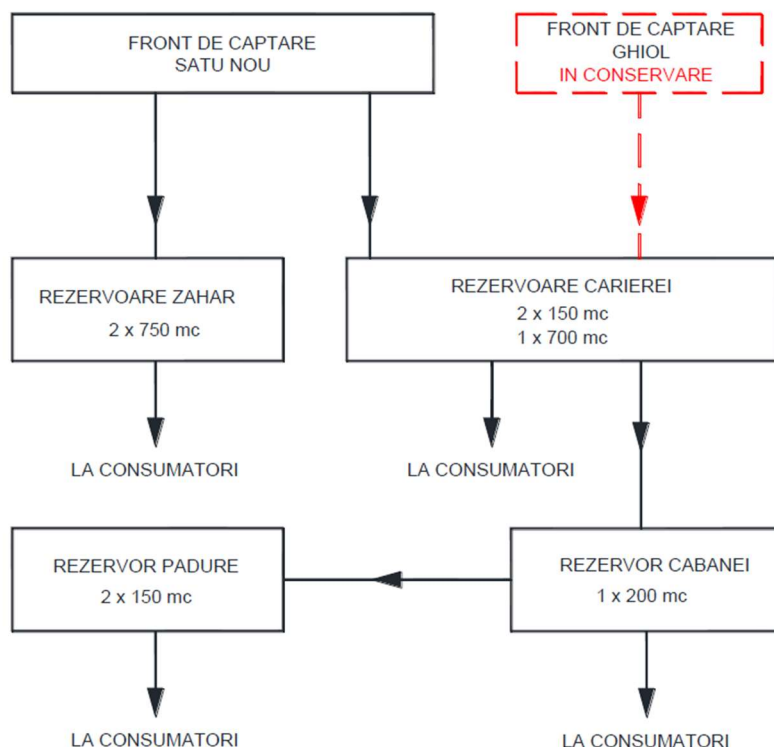 FRONT DE CAPTARE
SATU NOU
FRONT DE CAPTARE
GHIOL
IN CONSERVARE
REZERVOARE ZAHAR
2 x 750 mc
REZERVOARE CARIEREI
2 x 150 mc
1 x 700 mc
LA CONSUMATORI
LA CONSUMATORI
REZERVOR PADURE
2 x 150 mc
REZERVOR CABANEI
1 x 200 mc
LA CONSUMATORI
LA CONSUMATORI